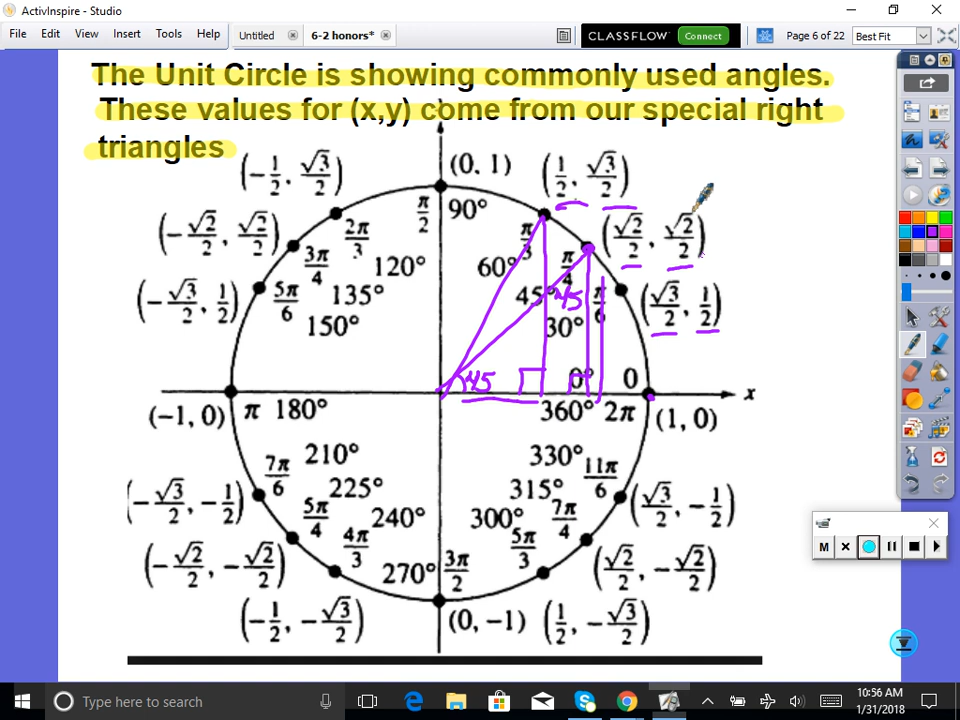 ActivInspire - Studio
File Edit View Insert Tools Help Untitled 6-2 honors* CLASSFLOW Connect Page 6 of 22 Best Fit
The Unit Circle is showing commonly used angles.
These values for (x,y) come from our special right
triangles
(-1/2, √3/2) (0, 1) (1/2, √3/2)
(-√2/2, √2/2) 2π/3 π/2 90° π/3 (√2/2, √2/2)
3π/4 120° 60° π/4
(-√3/2, 1/2) 5π/6 135° 45° 45 π/6 (√3/2, 1/2)
150° 30°
45 0° 0 x
(-1, 0) π 180° 360° 2π (1, 0)
7π/6 210° 330° 11π/6
(-√3/2, -1/2) 225° 315° (√3/2, -1/2)
5π/4 240° 300° 7π/4
(-√2/2, -√2/2) 4π/3 270° 3π/2 5π/3 (√2/2, -√2/2)
(-1/2, -√3/2) (0, -1) (1/2, -√3/2)
M
Type here to search
10:56 AM
1/31/2018